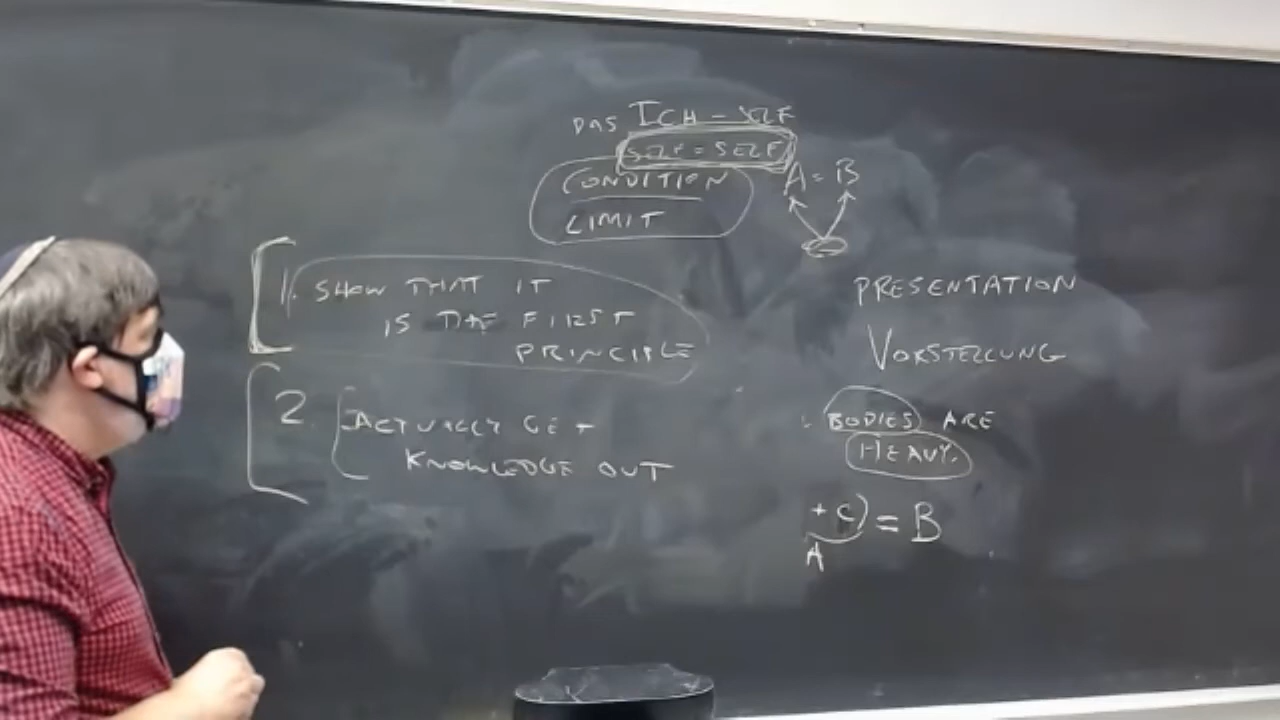 DAS ICH - SELF
SELF = SELF
CONDITION
LIMIT
A = B
1. SHOW THAT IT
IS THE FIRST
PRINCIPLE
2. ACTUALLY GET
KNOWLEDGE OUT
PRESENTATION
VORSTELLUNG
BODIES ARE
HEAVY.
+ C) = B
A